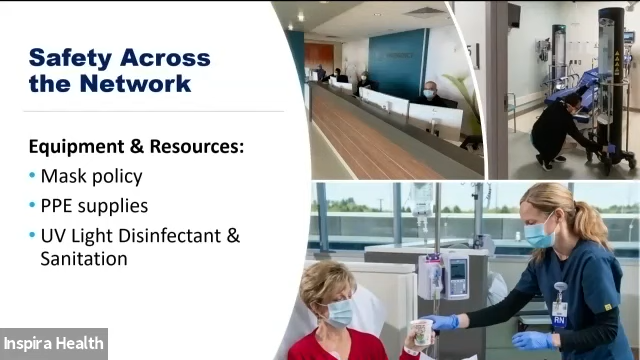 Safety Across
the Network
Equipment & Resources:
• Mask policy
• PPE supplies
• UV Light Disinfectant &
Sanitation
RN
Inspira Health